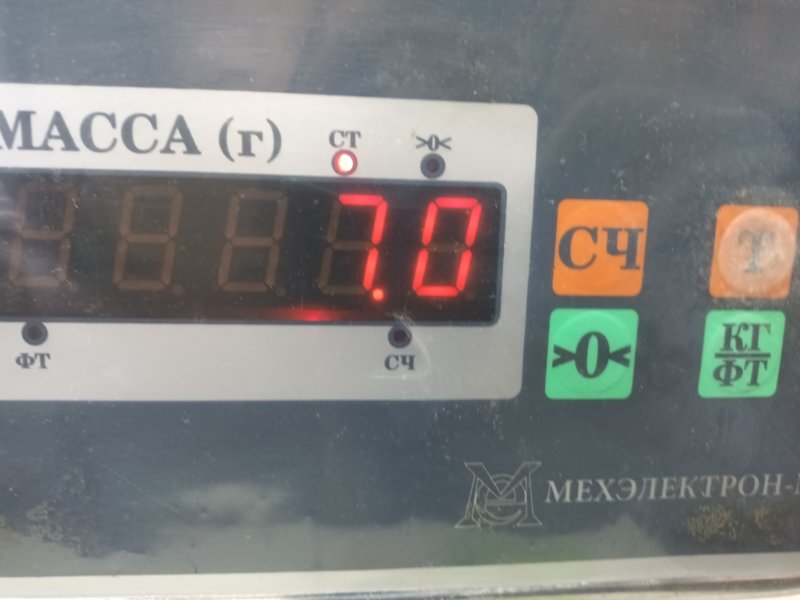 МАССА (г)
СТ >0<
7.0
ФТ СЧ
СЧ Т
>0< КГ
ФТ
МЕХЭЛЕКТРОН-